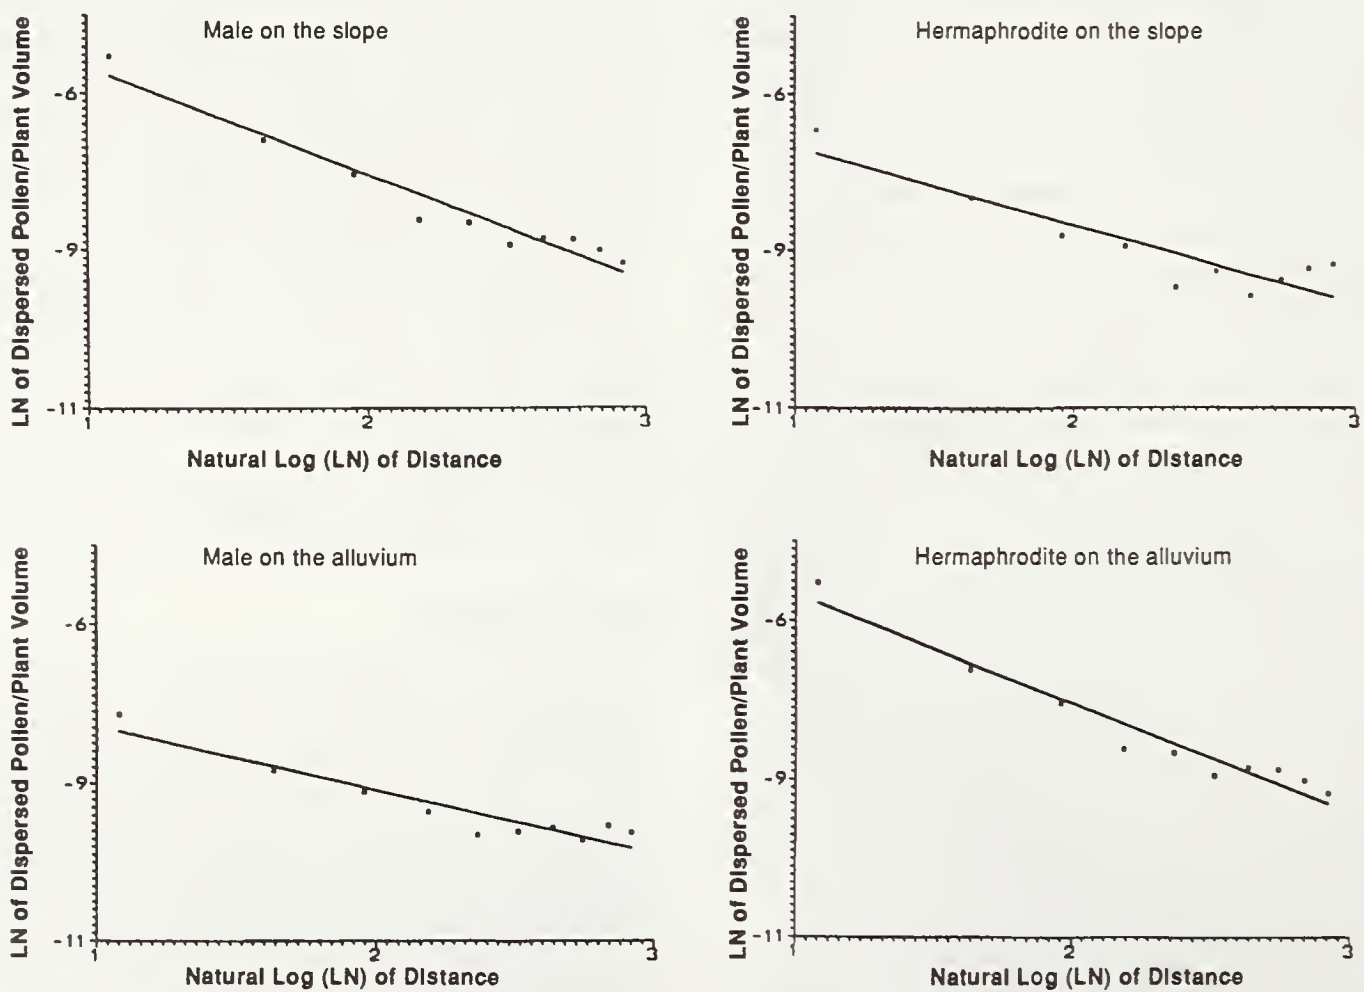 Male on the slope
LN of Dispersed Pollen/Plant Volume
-6
-9
-11
1
2
3
Natural Log (LN) of Distance
Hermaphrodite on the slope
LN of Dispersed Pollen/Plant Volume
-6
-9
-11
1
2
3
Natural Log (LN) of Distance
Male on the alluvium
LN of Dispersed Pollen/Plant Volume
-6
-9
-11
1
2
3
Natural Log (LN) of Distance
Hermaphrodite on the alluvium
LN of Dispersed Pollen/Plant Volume
-6
-9
-11
1
2
3
Natural Log (LN) of Distance